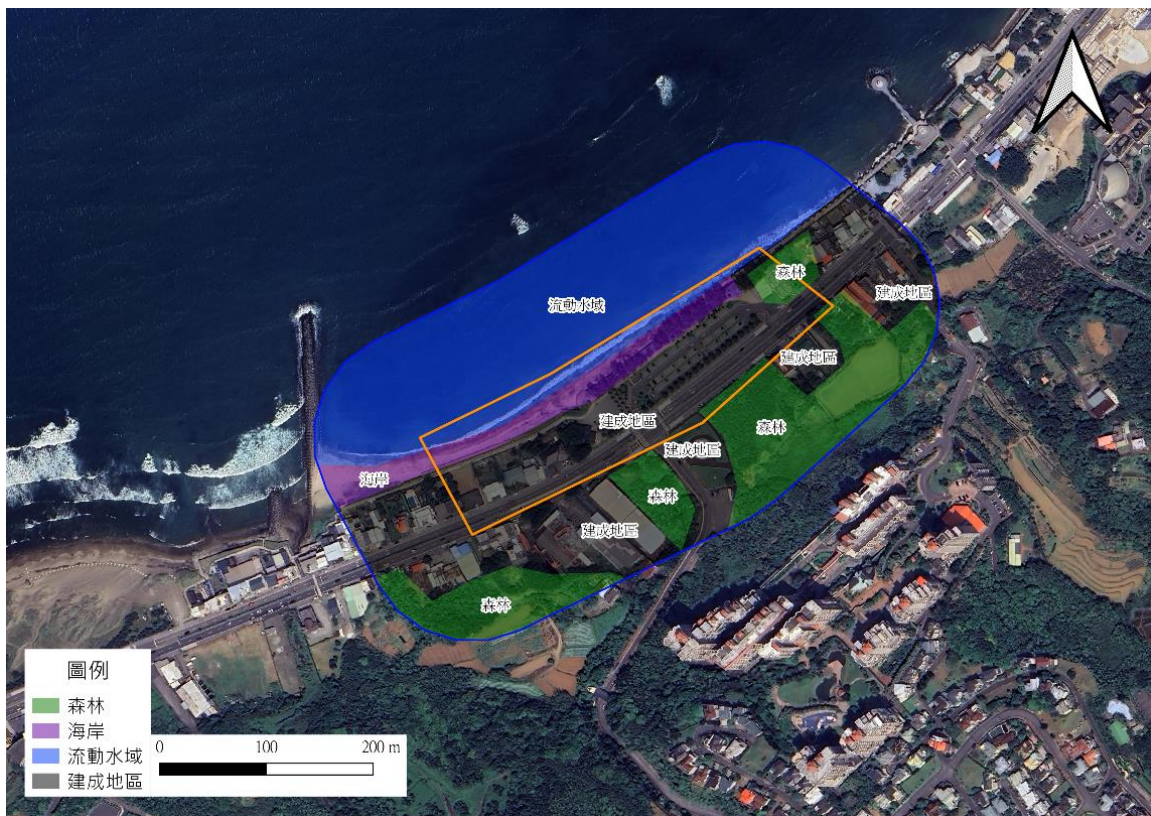 森林
建成地區
流動水域
建成地區
建成地區
森林
建成地區
海岸
森林
建成地區
森林
圖例
森林
海岸
流動水域
建成地區
0 100 200 m